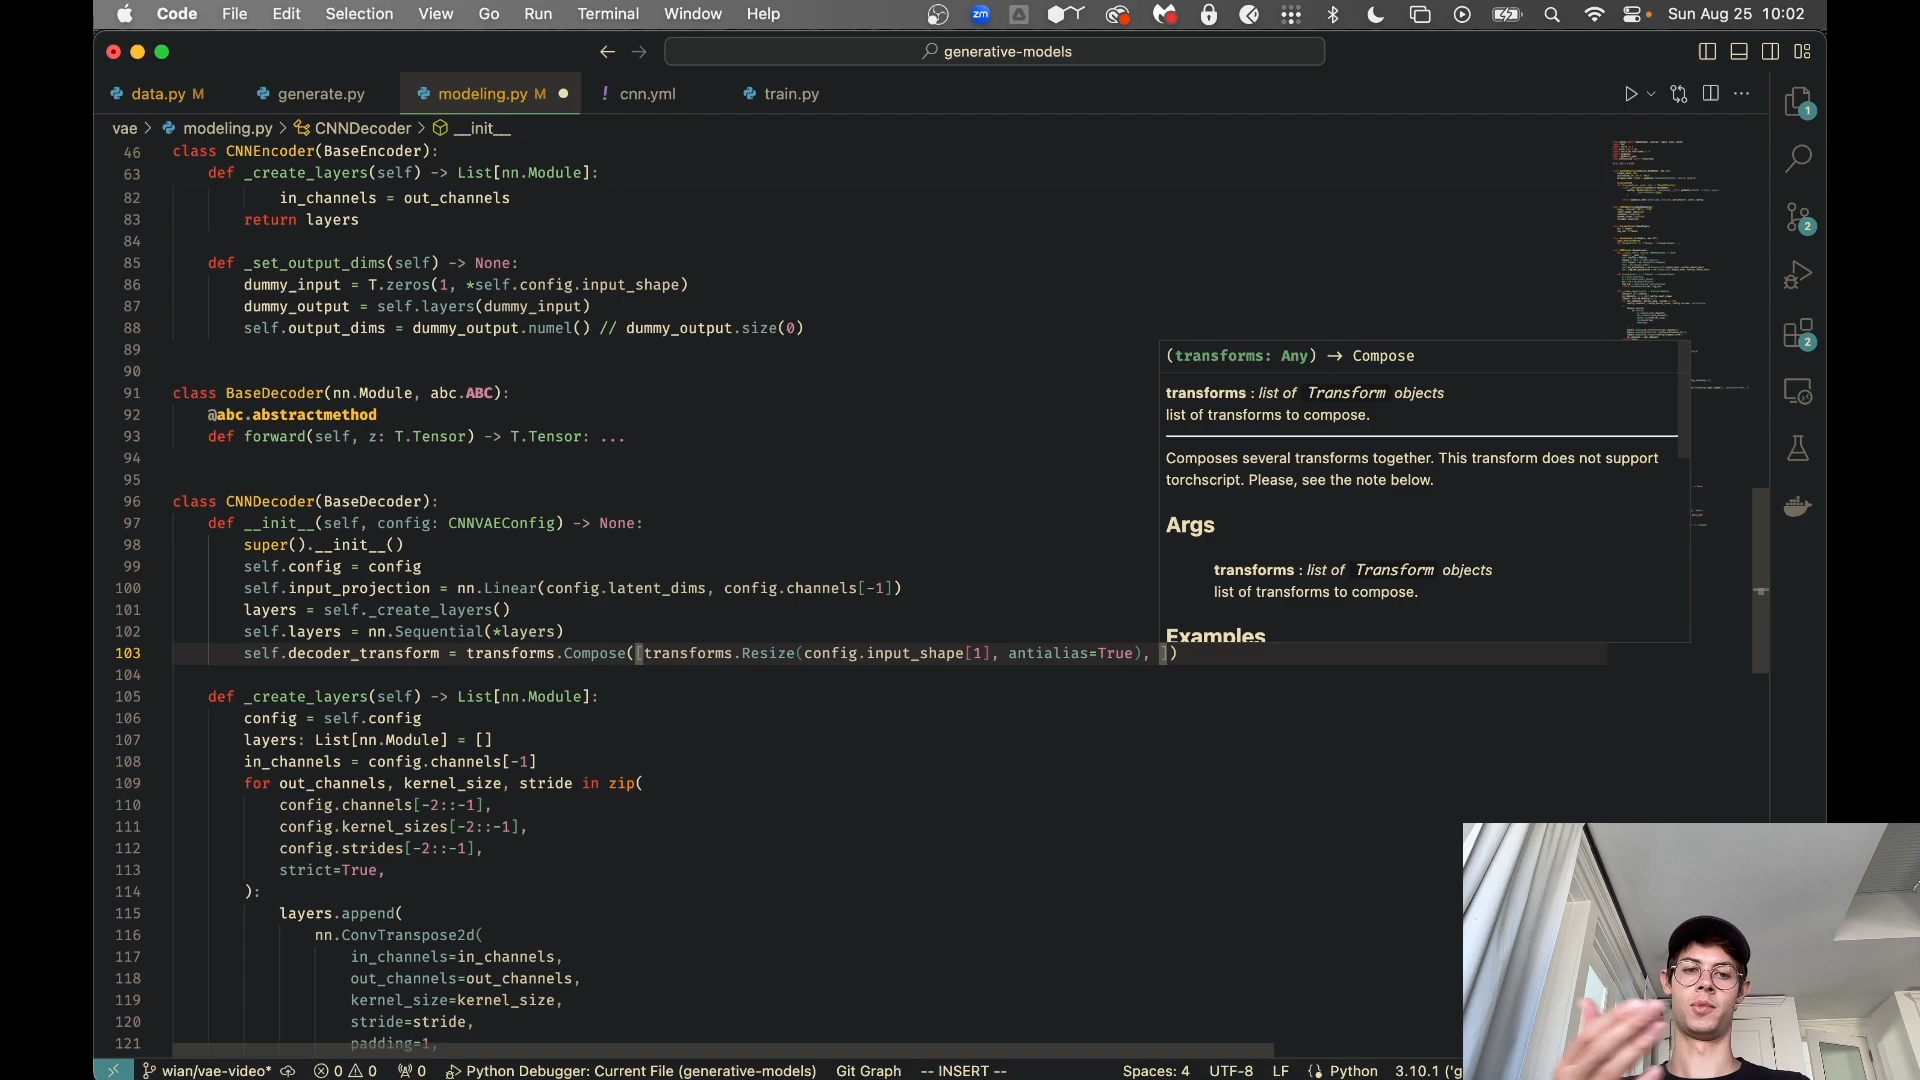 Code File Edit Selection View Go Run Terminal Window Help zm Sun Aug 25 10:02
generative-models
data.py M generate.py modeling.py M ! cnn.yml train.py
vae > modeling.py > CNNDecoder > __init__
46 class CNNEncoder(BaseEncoder):
63 def _create_layers(self) -> List[nn.Module]:
82 in_channels = out_channels
83 return layers
84
85 def _set_output_dims(self) -> None:
86 dummy_input = T.zeros(1, *self.config.input_shape)
87 dummy_output = self.layers(dummy_input)
88 self.output_dims = dummy_output.numel() // dummy_output.size(0)
89
90
91 class BaseDecoder(nn.Module, abc.ABC):
92 @abc.abstractmethod
93 def forward(self, z: T.Tensor) -> T.Tensor: ...
94
95
96 class CNNDecoder(BaseDecoder):
97 def __init__(self, config: CNNVAEConfig) -> None:
98 super().__init__()
99 self.config = config
100 self.input_projection = nn.Linear(config.latent_dims, config.channels[-1])
101 layers = self._create_layers()
102 self.layers = nn.Sequential(*layers)
103 self.decoder_transform = transforms.Compose([transforms.Resize(config.input_shape[1], antialias=True), ])
104
105 def _create_layers(self) -> List[nn.Module]:
106 config = self.config
107 layers: List[nn.Module] = []
108 in_channels = config.channels[-1]
109 for out_channels, kernel_size, stride in zip(
110 config.channels[-2::-1],
111 config.kernel_sizes[-2::-1],
112 config.strides[-2::-1],
113 strict=True,
114 ):
115 layers.append(
116 nn.ConvTranspose2d(
117 in_channels=in_channels,
118 out_channels=out_channels,
119 kernel_size=kernel_size,
120 stride=stride,
121 padding=1,
(transforms: Any) → Compose
transforms : list of Transform objects
list of transforms to compose.
Composes several transforms together. This transform does not support
torchscript. Please, see the note below.
Args
transforms : list of Transform objects
list of transforms to compose.
Examples
1
2
2
wian/vae-video* 0 0 0 Python Debugger: Current File (generative-models) Git Graph -- INSERT -- Spaces: 4 UTF-8 LF Python 3.10.1 ('g